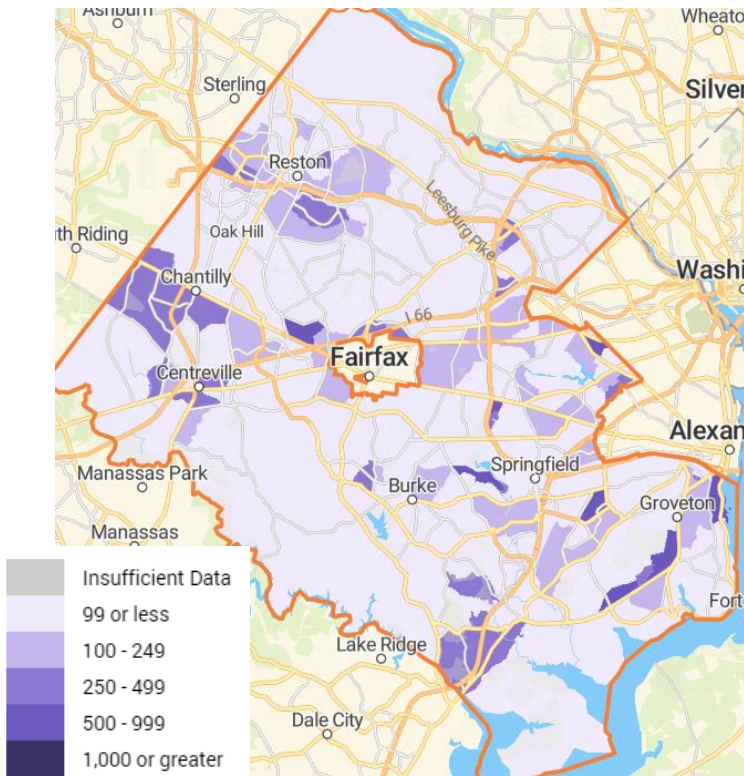 Ashburn
Wheato
Sterling
Silver
Reston
Leesburg Pike
Oak Hill
th Riding
Washi
Chantilly
I 66
Fairfax
Centreville
Alexan
Springfield
Manassas Park
Burke
Groveton
Manassas
Insufficient Data
99 or less
Fort
100 - 249
250 - 499
Lake Ridge
500 - 999
Dale City
1,000 or greater